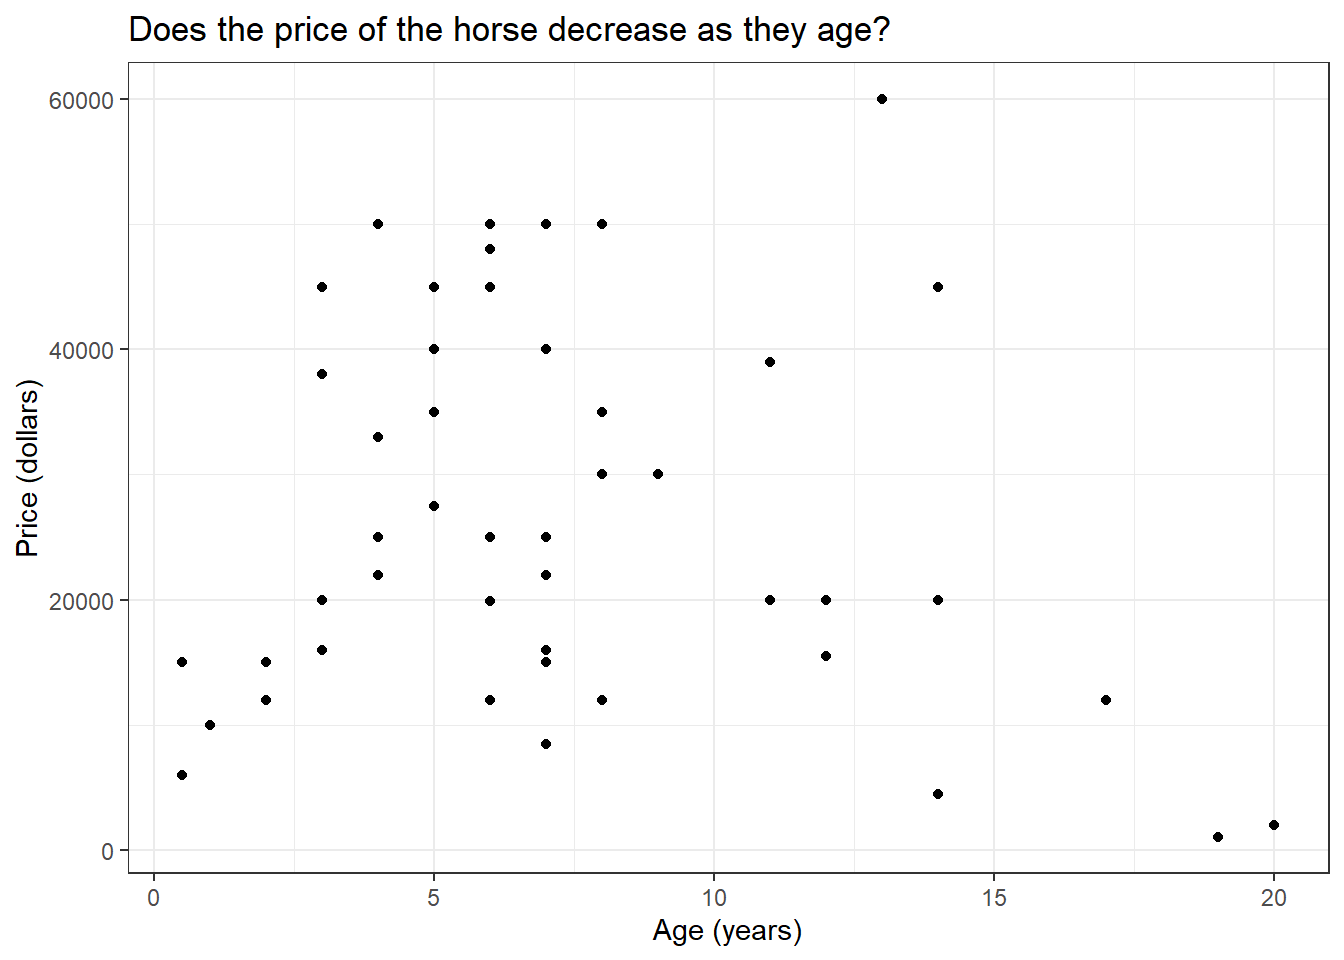 Does the price of the horse decrease as they age?
60000
40000
20000
0
Price (dollars)
0 5 10 15 20
Age (years)